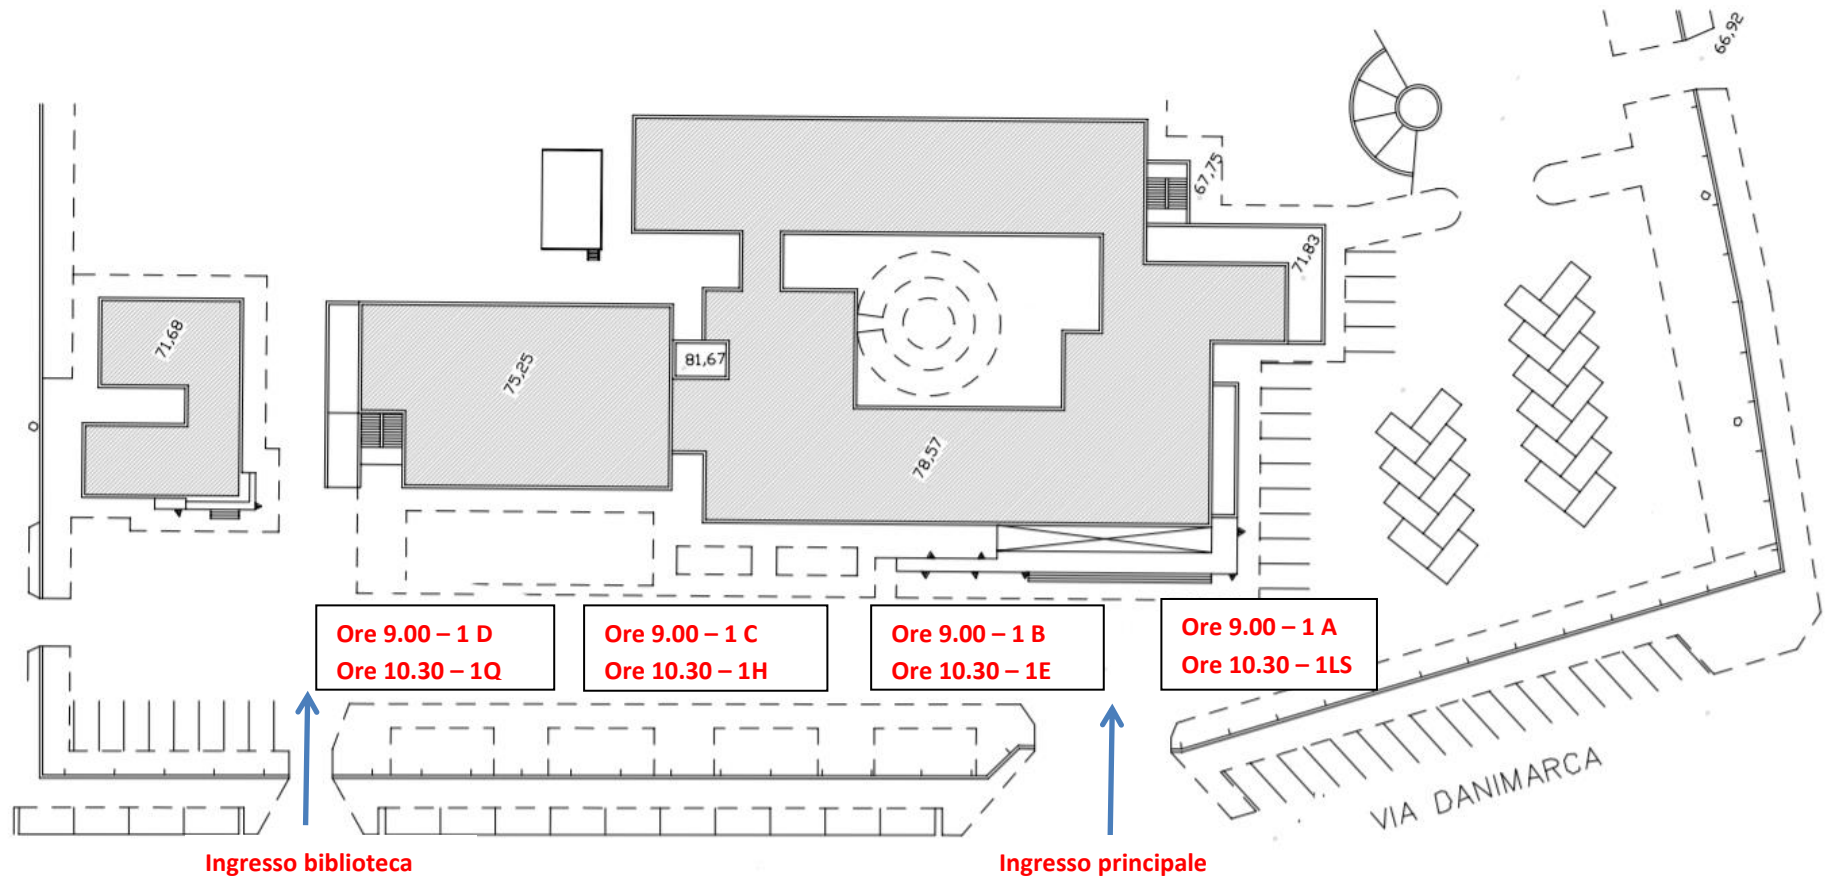 66,92
67,75
71,83
71,68
75,25
81,67
78,57
Ore 9.00 – 1 D
Ore 10.30 – 1Q
Ore 9.00 – 1 C
Ore 10.30 – 1H
Ore 9.00 – 1 B
Ore 10.30 – 1E
Ore 9.00 – 1 A
Ore 10.30 – 1LS
VIA DANIMARCA
Ingresso biblioteca
Ingresso principale